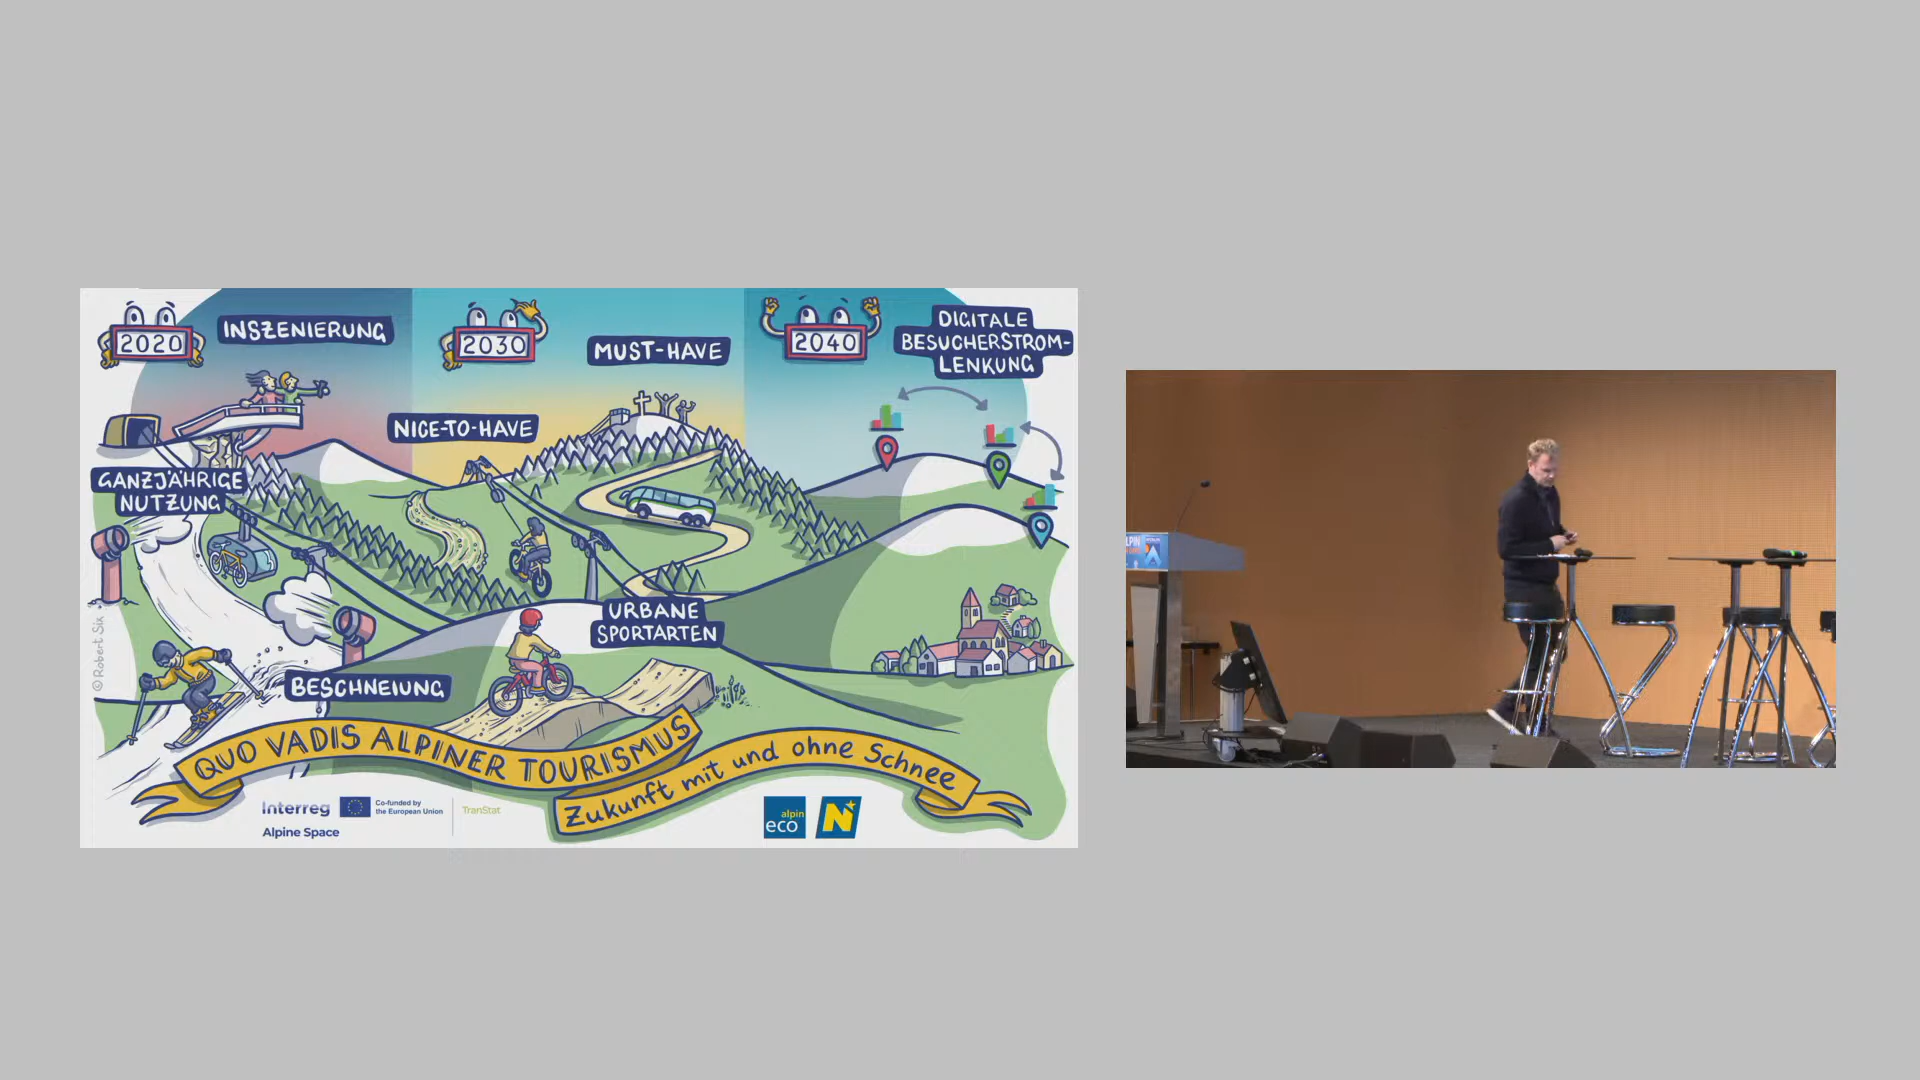 2020
INSZENIERUNG
2030
MUST-HAVE
2040
DIGITALE
BESUCHERSTROM-
LENKUNG
NICE-TO-HAVE
GANZJÄHRIGE
NUTZUNG
URBANE
SPORTARTEN
BESCHNEIUNG
©Robert Six
QUO VADIS ALPINER TOURISMUS
Zukunft mit und ohne Schnee
Interreg
Co-funded by
the European Union
TranStat
Alpine Space
alpin
eco
N